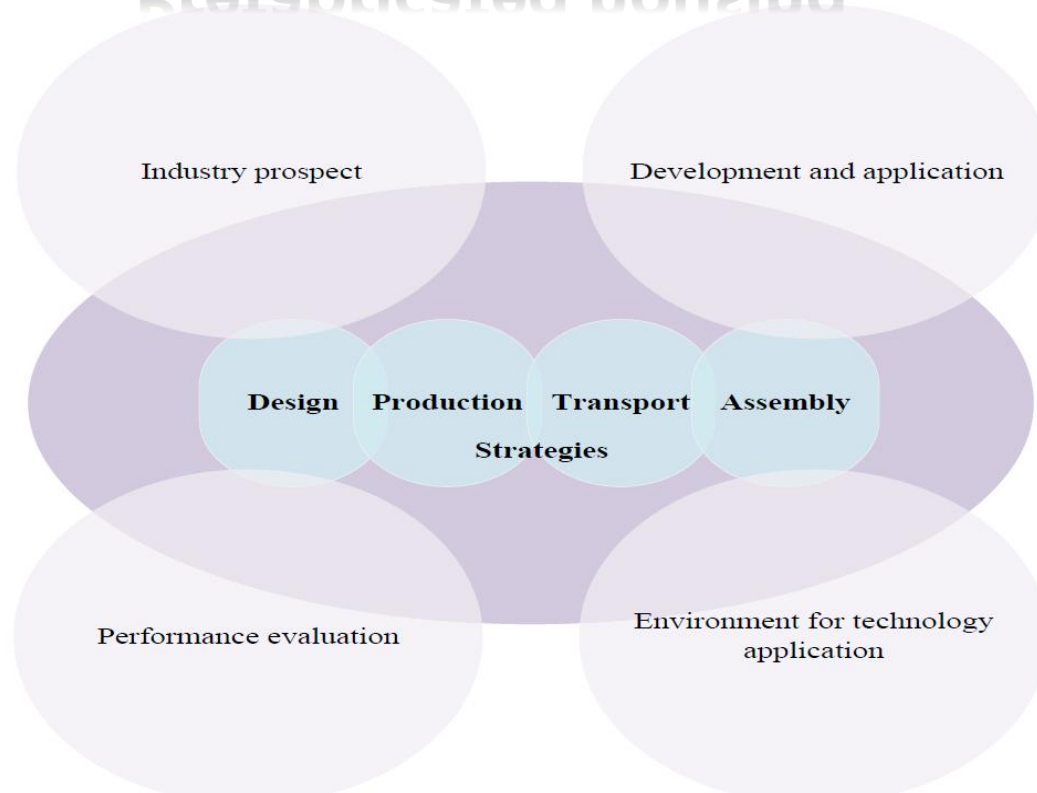 Industry prospect
Development and application
Design Production Transport Assembly
Strategies
Performance evaluation
Environment for technology
application